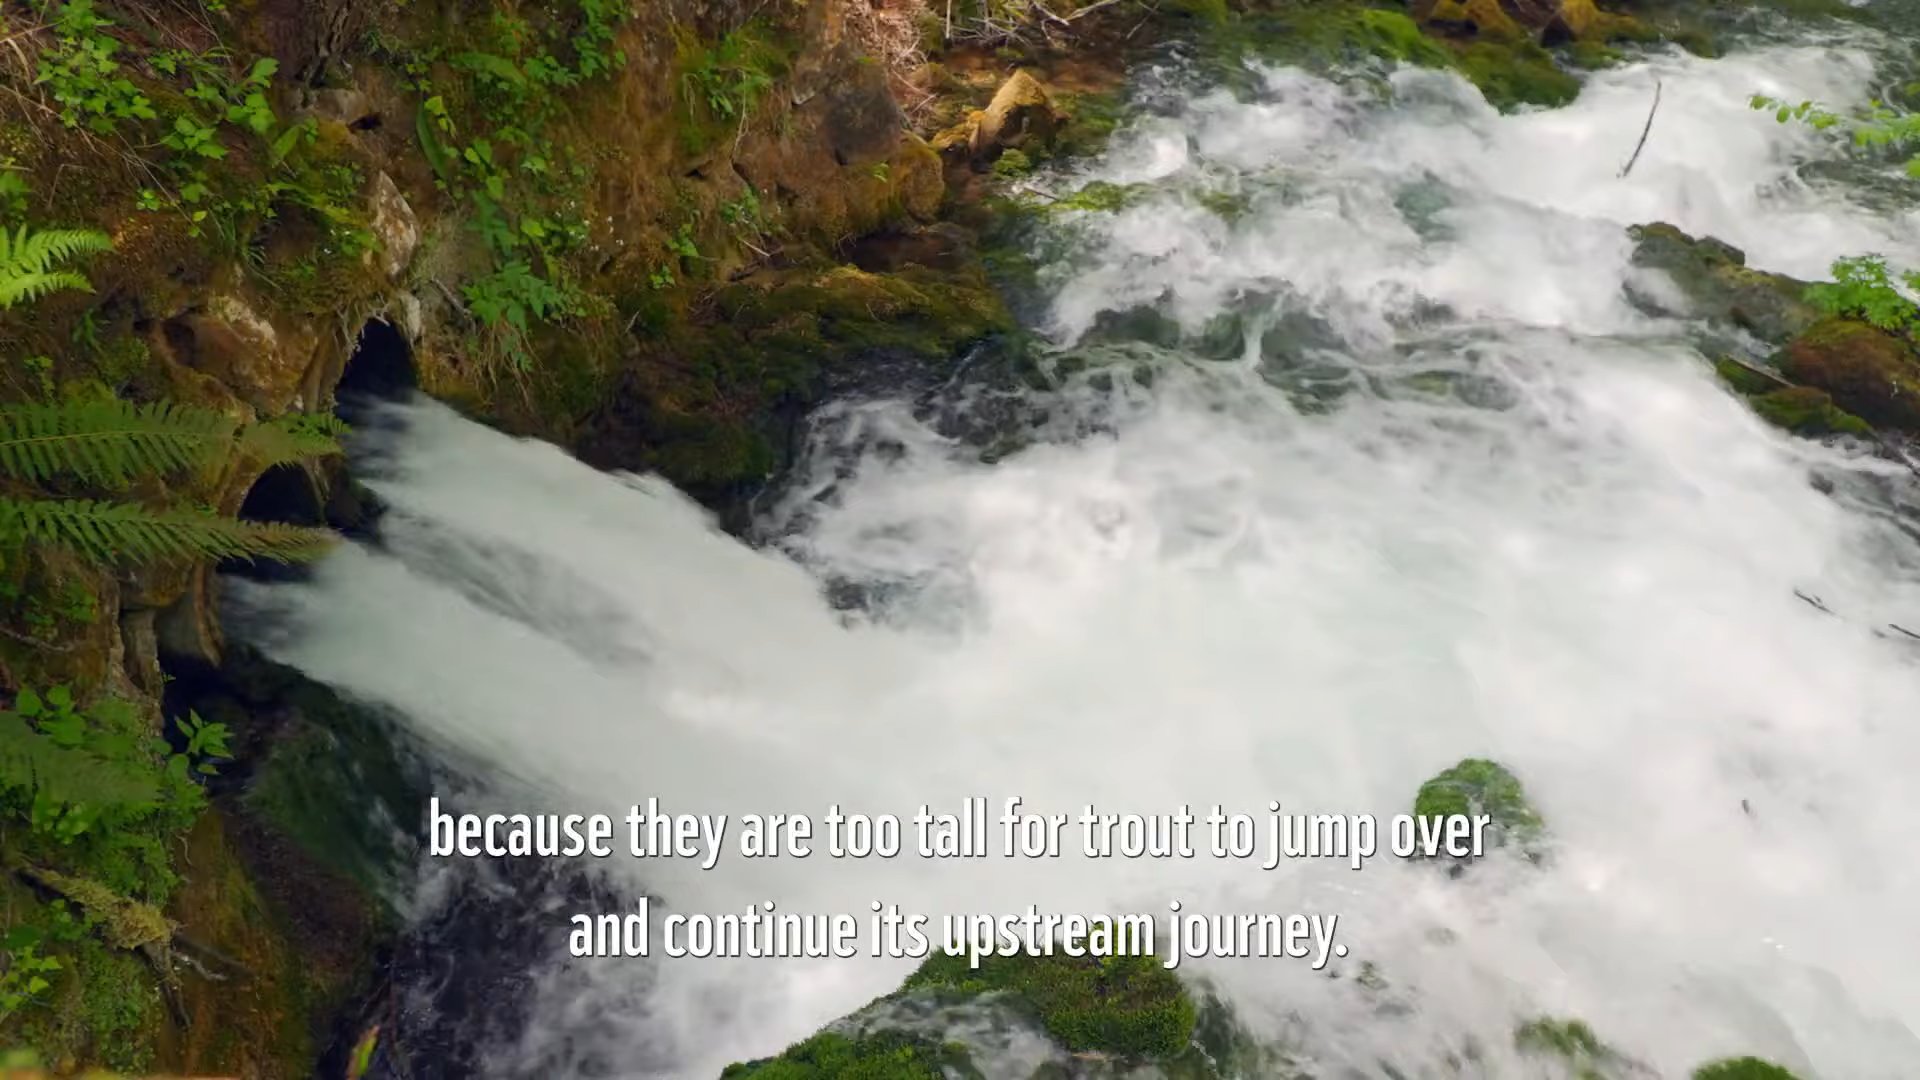 because they are too tall for trout to jump over
and continue its upstream journey.